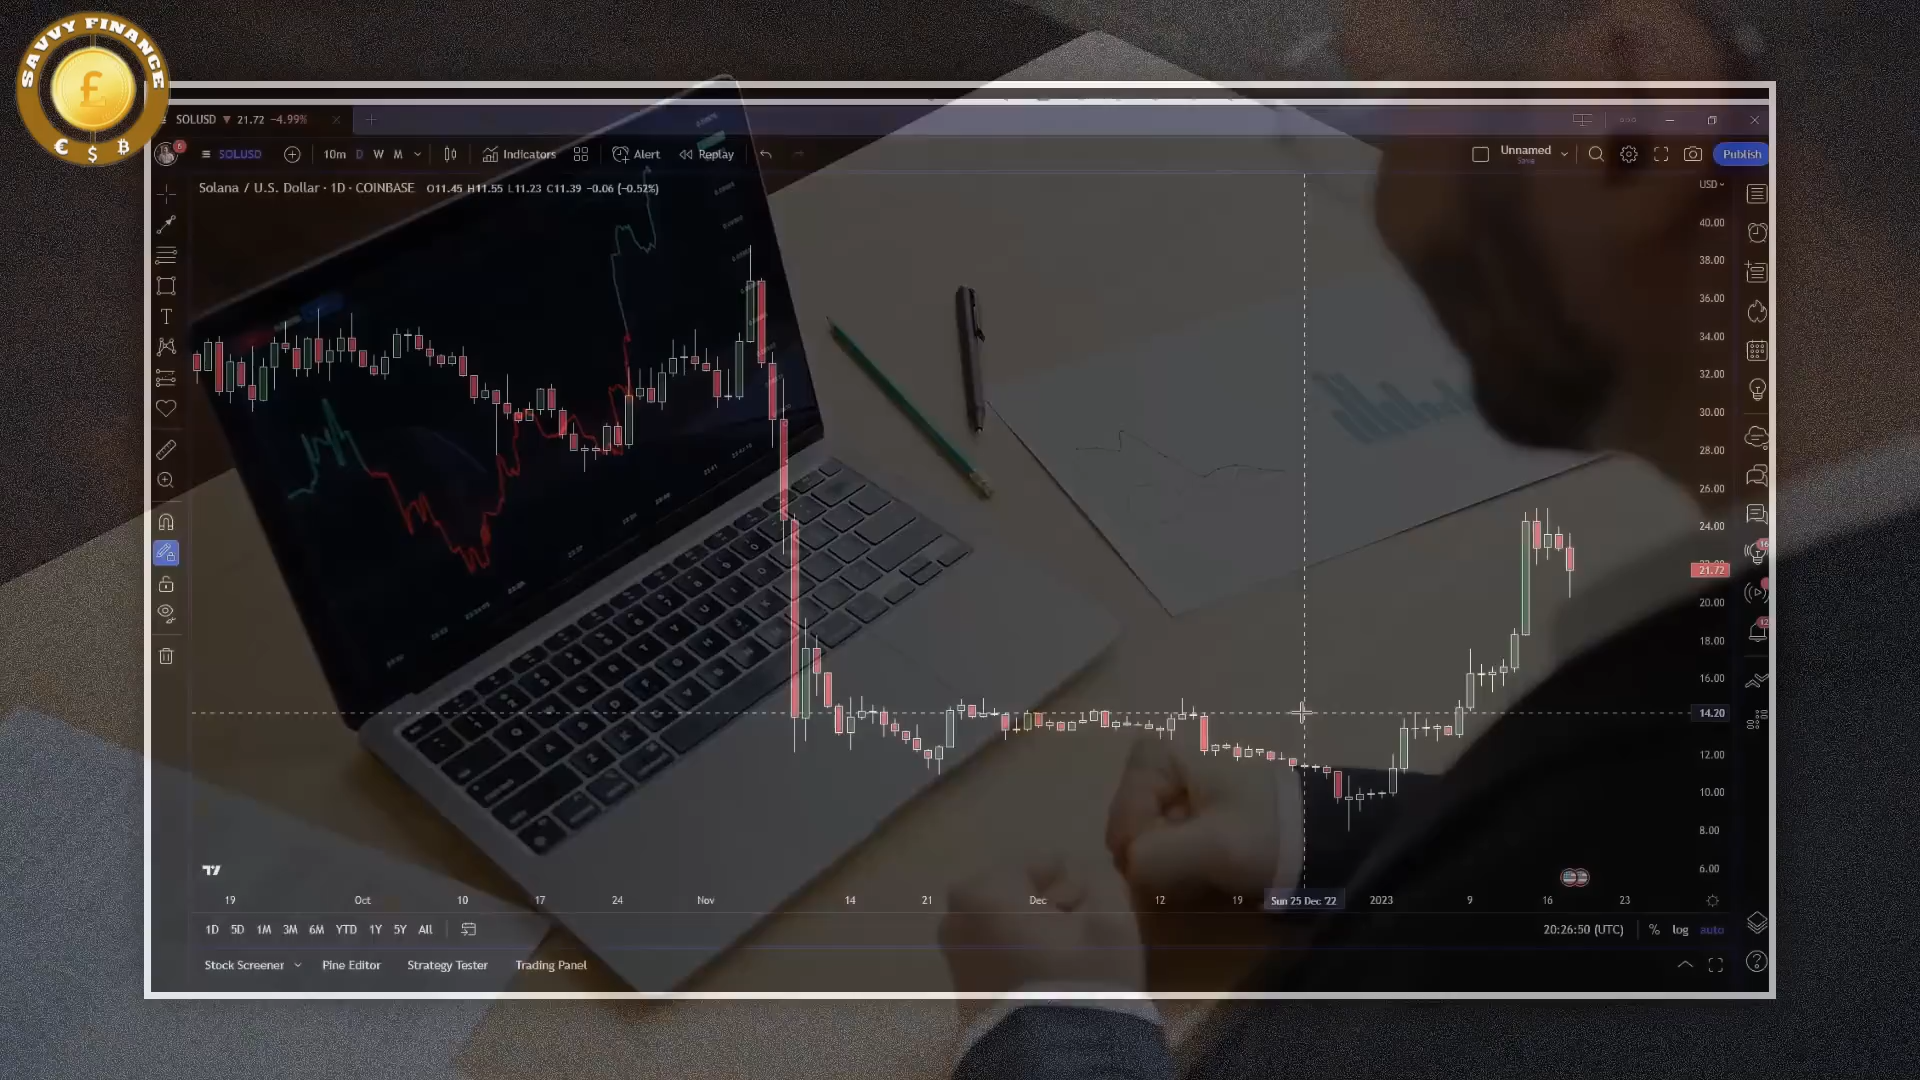 SAVVY FINANCE
£
€ $ ₿
SOLUSD ▼ 21.72 −4.99%
6
SOLUSD
10m D W M
Indicators
Alert
Replay
Unnamed
Save
Publish
Solana / U.S. Dollar · 1D · COINBASE O11.45 H11.55 L11.23 C11.39 −0.06 (−0.52%)
USD
40.00
38.00
36.00
34.00
32.00
30.00
28.00
26.00
24.00
21.72
20.00
18.00
16.00
14.20
12.00
10.00
8.00
6.00
16
12
19 Oct 10 17 24 Nov 14 21 Dec 12 19 Sun 25 Dec '22 2023 9 16 23
1D 5D 1M 3M 6M YTD 1Y 5Y All
20:26:50 (UTC) % log auto
Stock Screener Pine Editor Strategy Tester Trading Panel